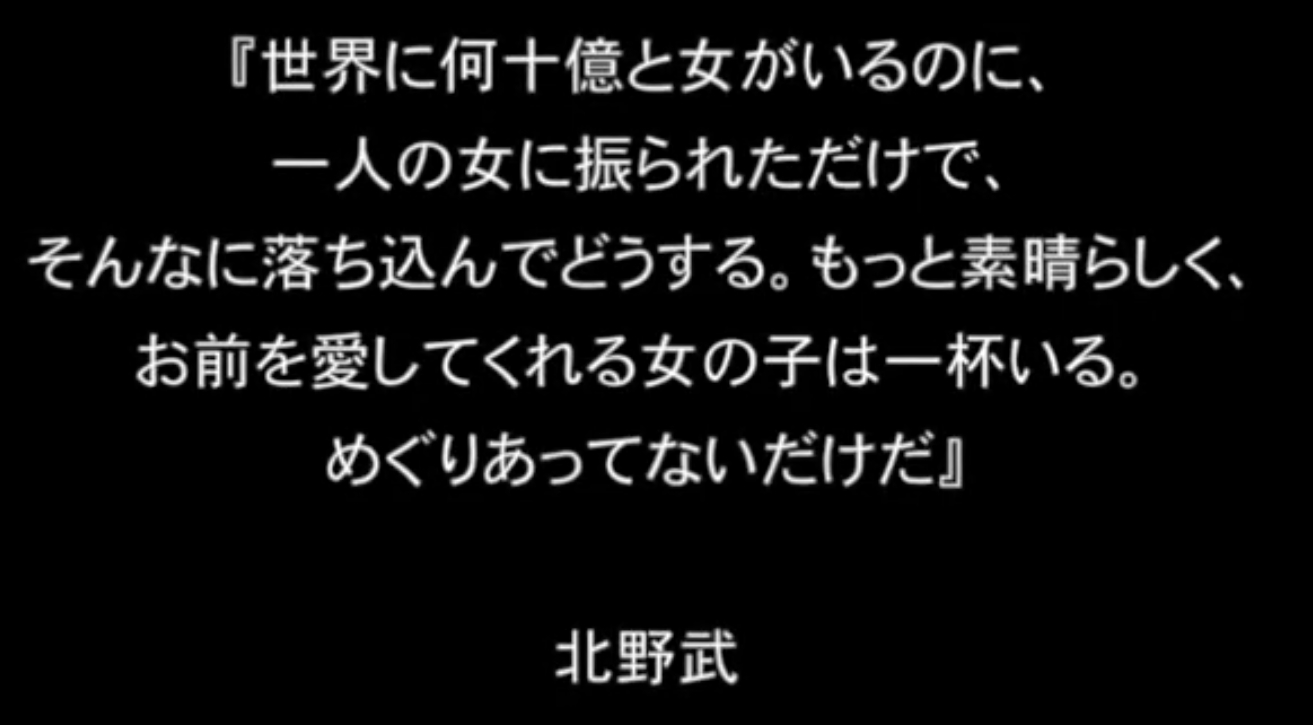 『世界に何十億と女がいるのに、
一人の女に振られただけで、
そんなに落ち込んでどうする。もっと素晴らしく、
お前を愛してくれる女の子は一杯いる。
めぐりあってないだけだ』
北野武